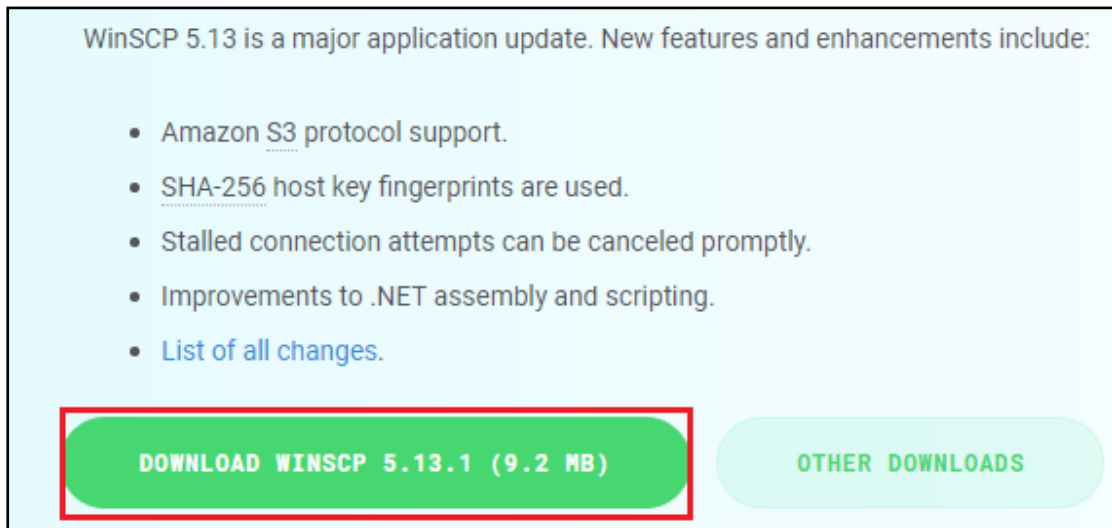 WinSCP 5.13 is a major application update. New features and enhancements include:
• Amazon S3 protocol support.
• SHA-256 host key fingerprints are used.
• Stalled connection attempts can be canceled promptly.
• Improvements to .NET assembly and scripting.
• List of all changes.
DOWNLOAD WINSCP 5.13.1 (9.2 MB)
OTHER DOWNLOADS